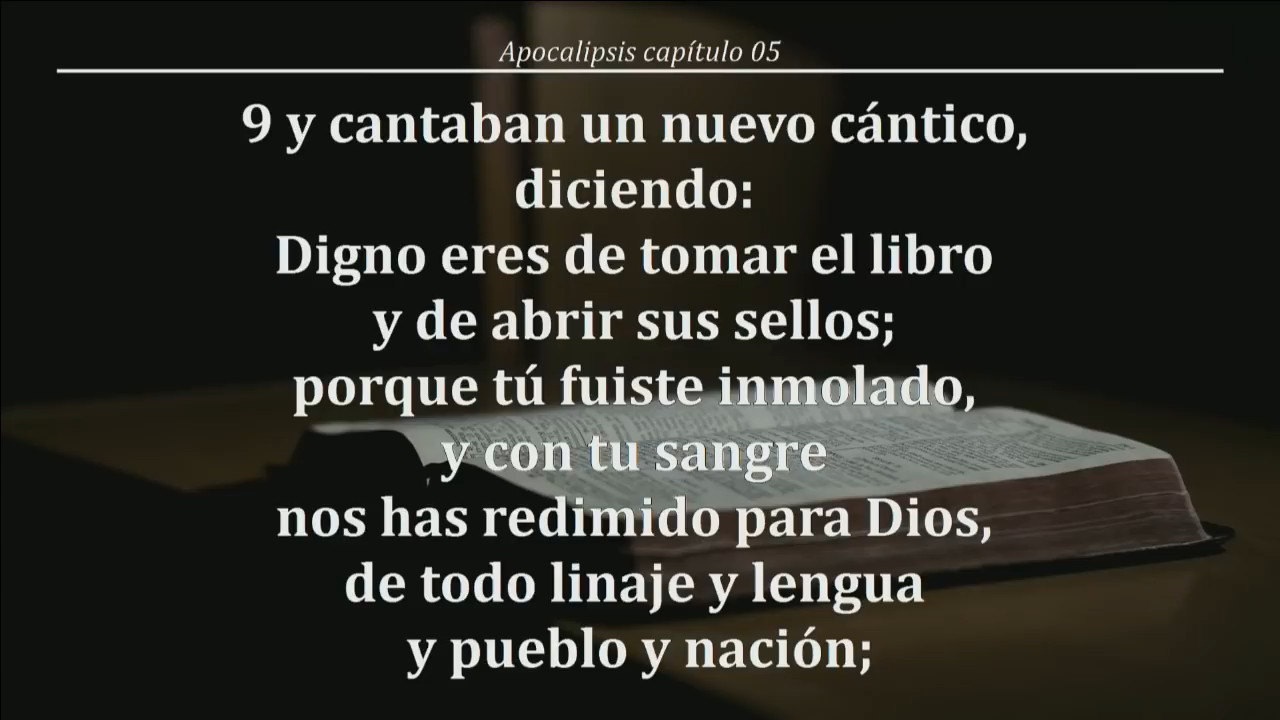 Apocalipsis capítulo 05
9 y cantaban un nuevo cántico,
diciendo:
Digno eres de tomar el libro
y de abrir sus sellos;
porque tú fuiste inmolado,
y con tu sangre
nos has redimido para Dios,
de todo linaje y lengua
y pueblo y nación;